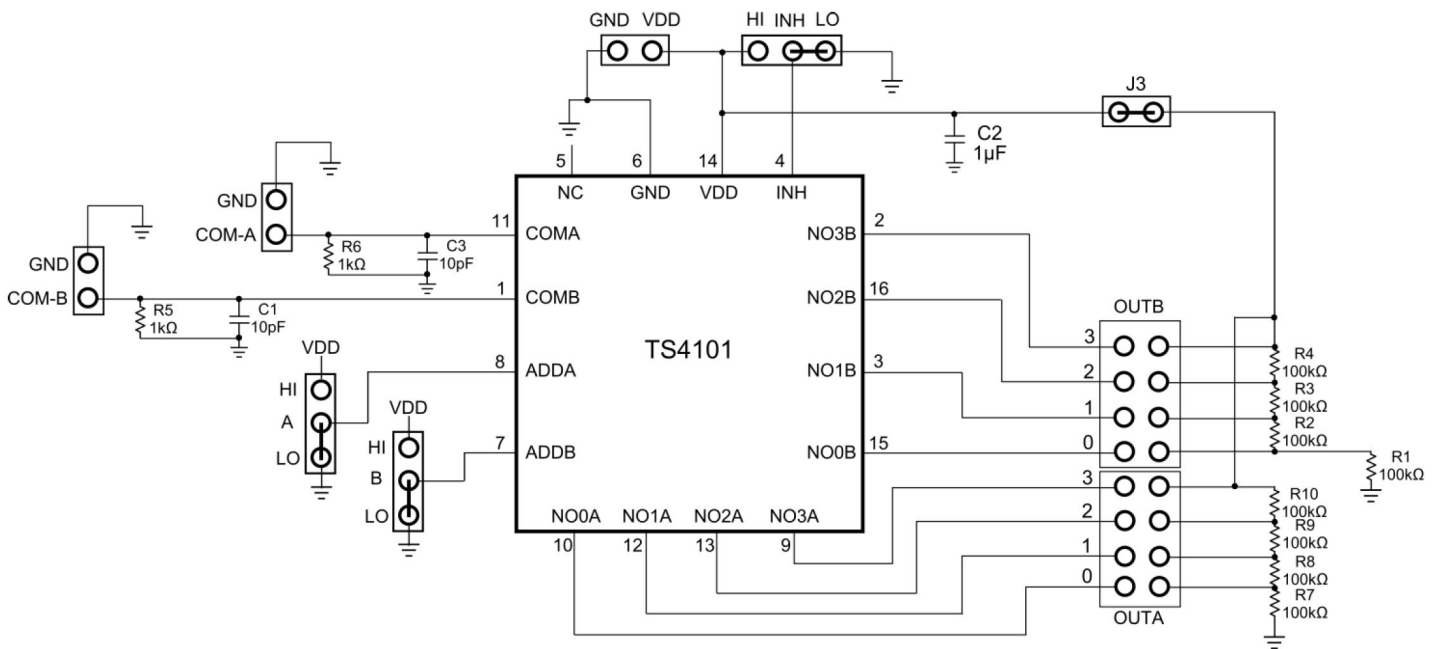 GND VDD
HI INH LO
J3
C2
1µF
5
6
14
4
NC
GND
VDD
INH
GND
COM-A
R6
1kΩ
C3
10pF
11
COMA
GND
COM-B
R5
1kΩ
C1
10pF
1
COMB
TS4101
VDD
HI
A
LO
8
ADDA
VDD
HI
B
LO
7
ADDB
NO3B
2
NO2B
16
NO1B
3
NO0B
15
OUTB
3
2
1
0
R4
100kΩ
R3
100kΩ
R2
100kΩ
R1
100kΩ
NO0A NO1A NO2A NO3A
10
12
13
9
3
2
1
0
R10
100kΩ
R9
100kΩ
R8
100kΩ
R7
100kΩ
OUTA